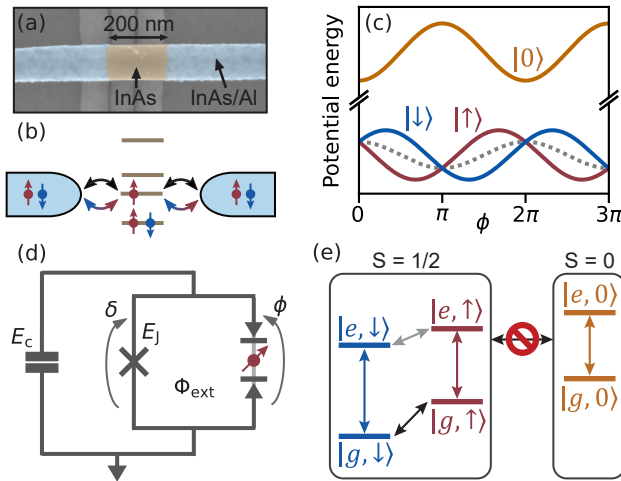 (a)
200 nm
InAs
InAs/Al
(b)
(c)
Potential energy
|0⟩
|↓⟩
|↑⟩
0
π
ϕ
2π
3π
(d)
E_c
δ
E_J
Φ_ext
ϕ
(e)
S = 1/2
S = 0
|e,↓⟩
|e,↑⟩
|g,↓⟩
|g,↑⟩
|e,0⟩
|g,0⟩